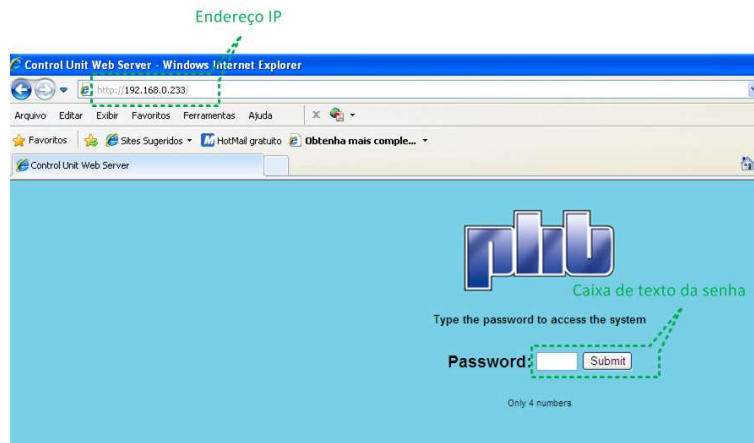 Endereço IP
Control Unit Web Server - Windows Internet Explorer
http://192.168.0.233/
Arquivo Editar Exibir Favoritos Ferramentas Ajuda X
Favoritos Sites Sugeridos HotMail gratuito Obtenha mais comple...
Control Unit Web Server
phb
Caixa de texto da senha
Type the password to access the system
Password: Submit
Only 4 numbers